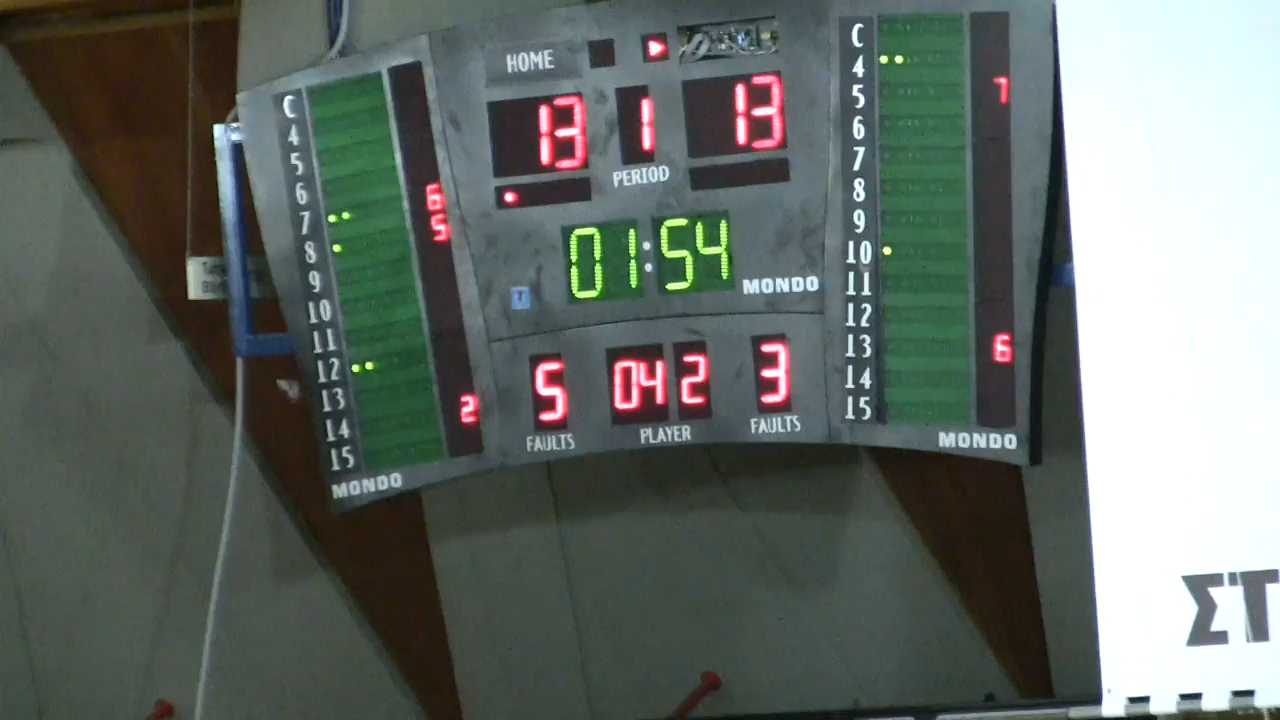 HOME
13 1 13
PERIOD
01:54
MONDO
5 04 2 3
FAULTS PLAYER FAULTS
C
4
5
6 6
7 5
8
9
10
11
12
13 2
14
15
MONDO
C
4
5 7
6
7
8
9
10
11
12
13 6
14
15
MONDO
ΣΤ